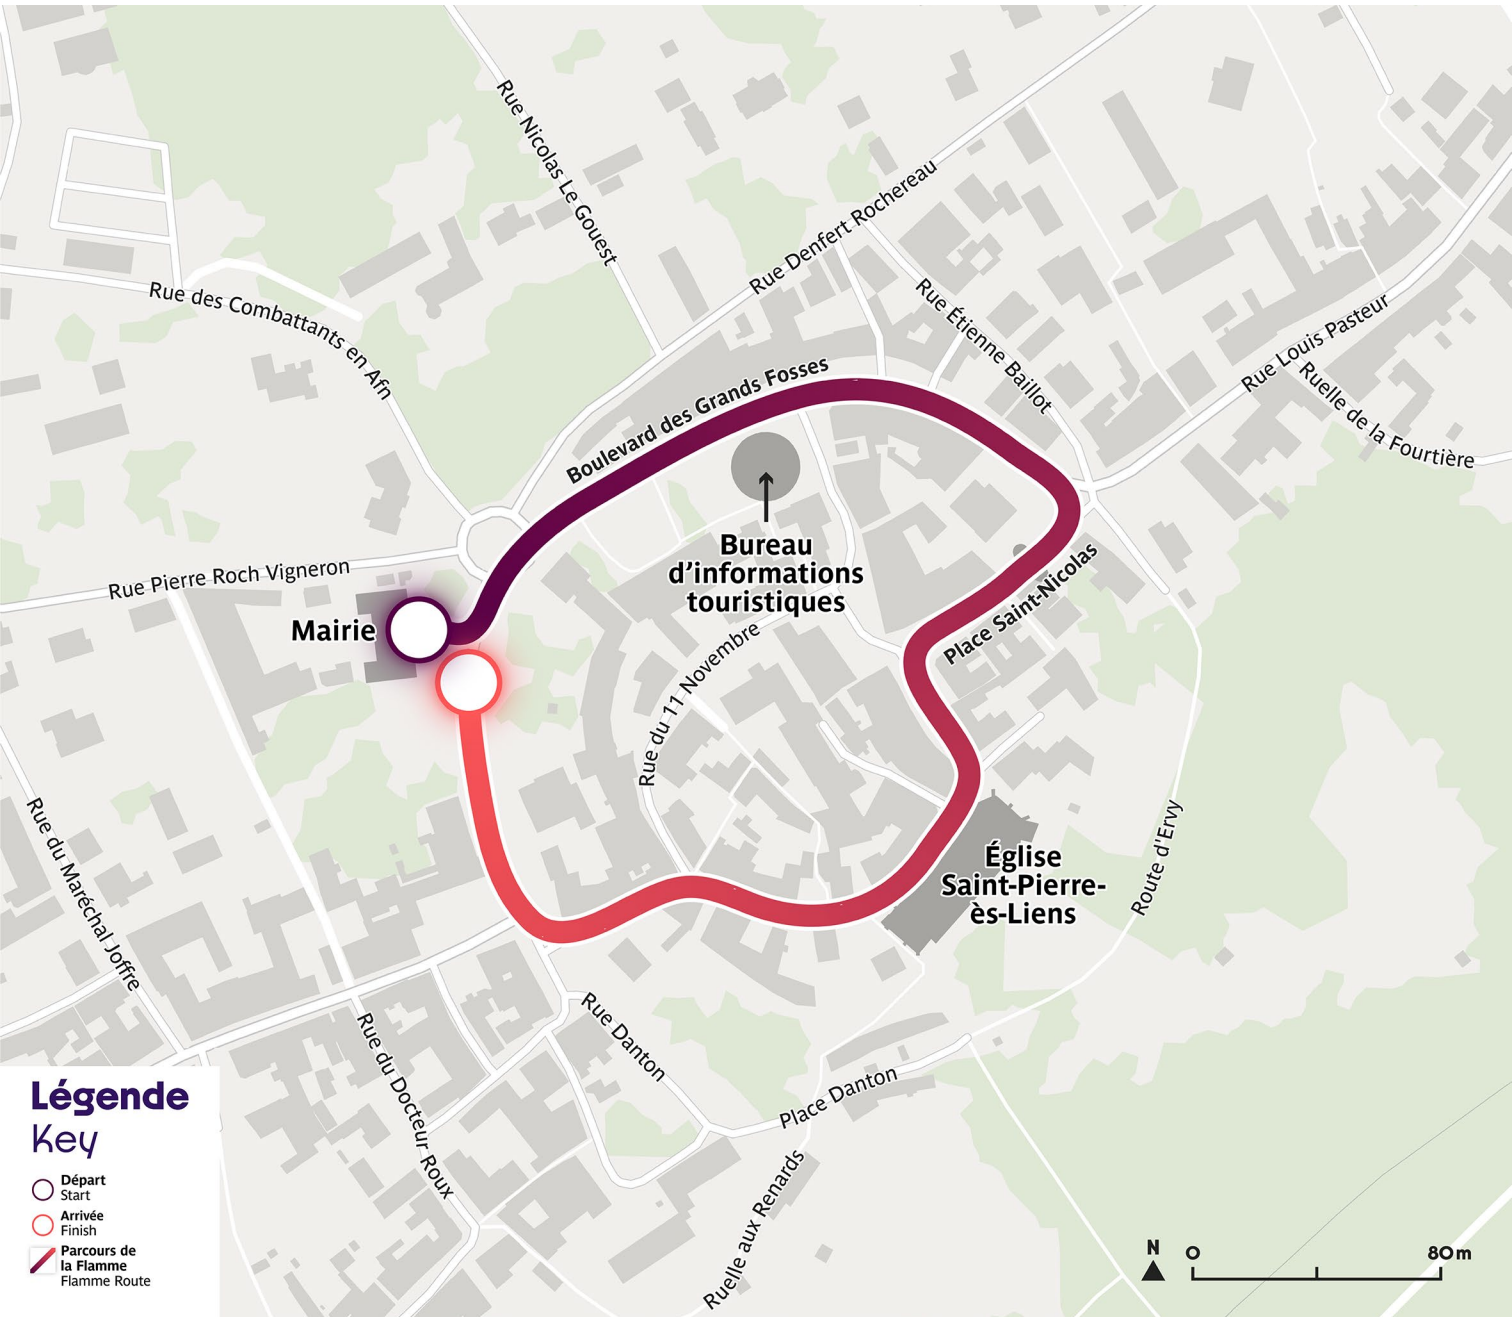 Rue Nicolas Le Gouest
Rue Denfert Rochereau
Rue des Combattants en Afn
Rue Étienne Baillot
Rue Louis Pasteur
Ruelle de la Fourtière
Boulevard des Grands Fosses
Bureau
d'informations
touristiques
Rue Pierre Roch Vigneron
Mairie
Place Saint-Nicolas
Rue du 11 Novembre
Rue du Maréchal Joffre
Église
Saint-Pierre-
ès-Liens
Route d'Ervy
Rue Danton
Rue du Docteur Roux
Place Danton
Ruelle aux Renards
Légende
Key
Départ
Start
Arrivée
Finish
Parcours de
la Flamme
Flamme Route
N
0
80 m